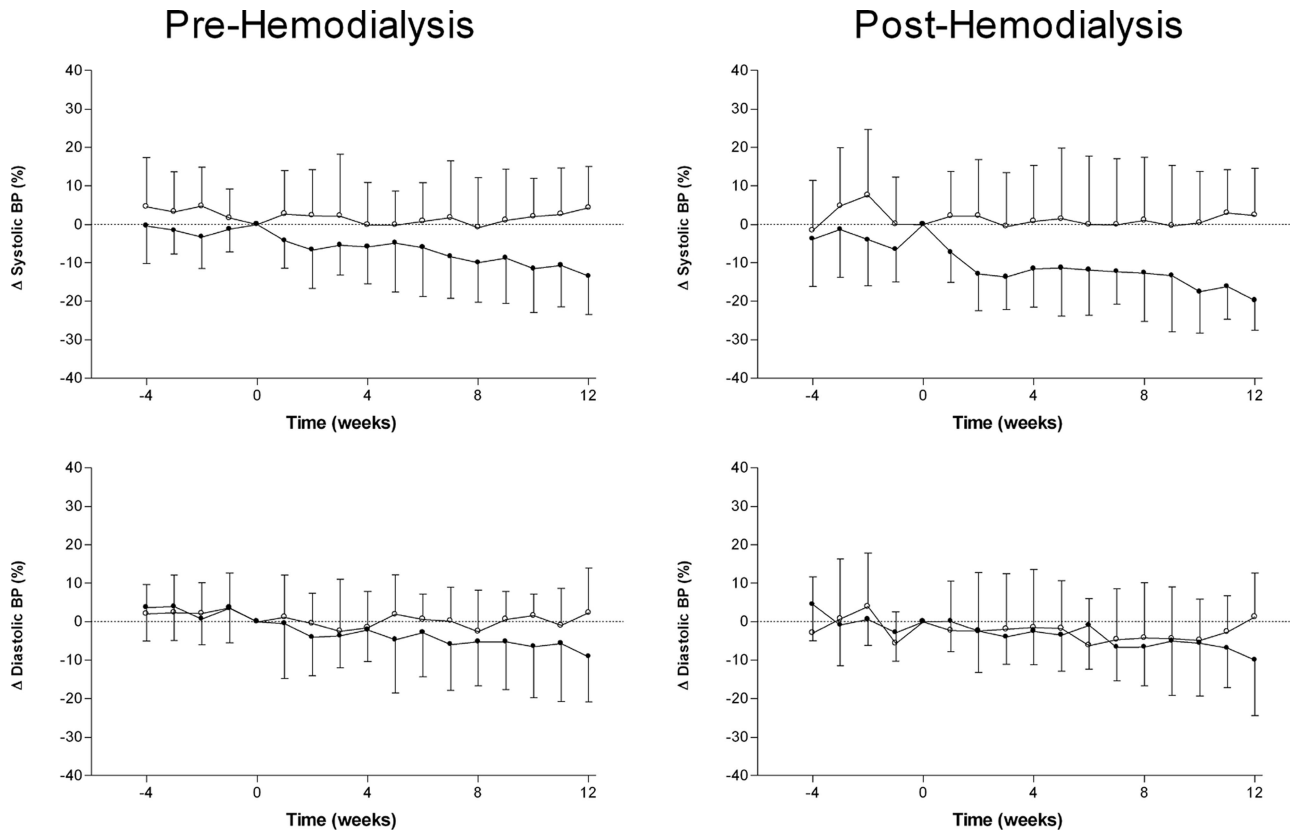 Pre-Hemodialysis
Post-Hemodialysis
40
30
20
10
0
-10
-20
-30
-40
Δ Systolic BP (%)
-4 0 4 8 12
Time (weeks)
40
30
20
10
0
-10
-20
-30
-40
Δ Systolic BP (%)
-4 0 4 8 12
Time (weeks)
40
30
20
10
0
-10
-20
-30
-40
Δ Diastolic BP (%)
-4 0 4 8 12
Time (weeks)
40
30
20
10
0
-10
-20
-30
-40
Δ Diastolic BP (%)
-4 0 4 8 12
Time (weeks)